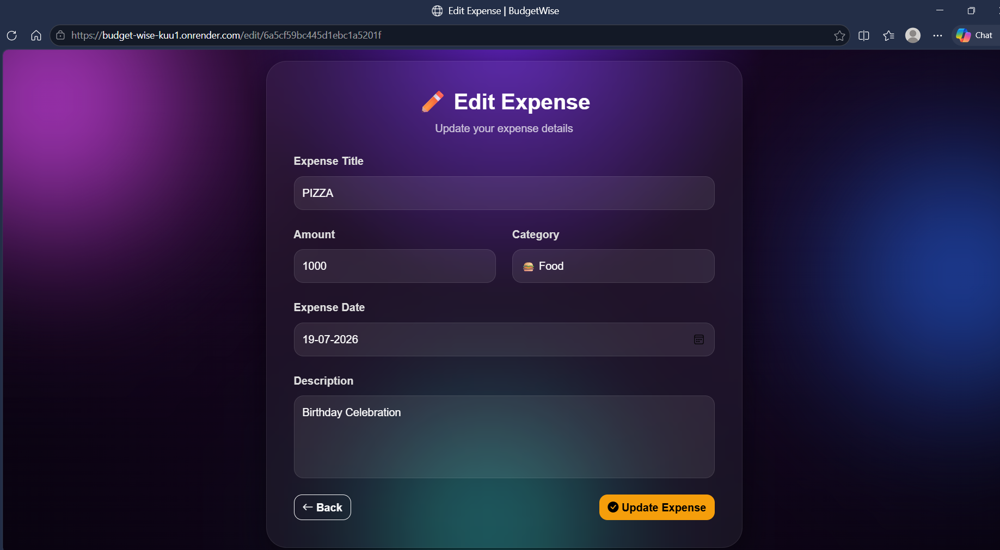 Edit Expense | BudgetWise
https://budget-wise-kuu1.onrender.com/edit/6a5cf59bc445d1ebc1a5201f
Chat
Edit Expense
Update your expense details
Expense Title
PIZZA
Amount
Category
1000
Food
Expense Date
19-07-2026
Description
Birthday Celebration
Back
Update Expense